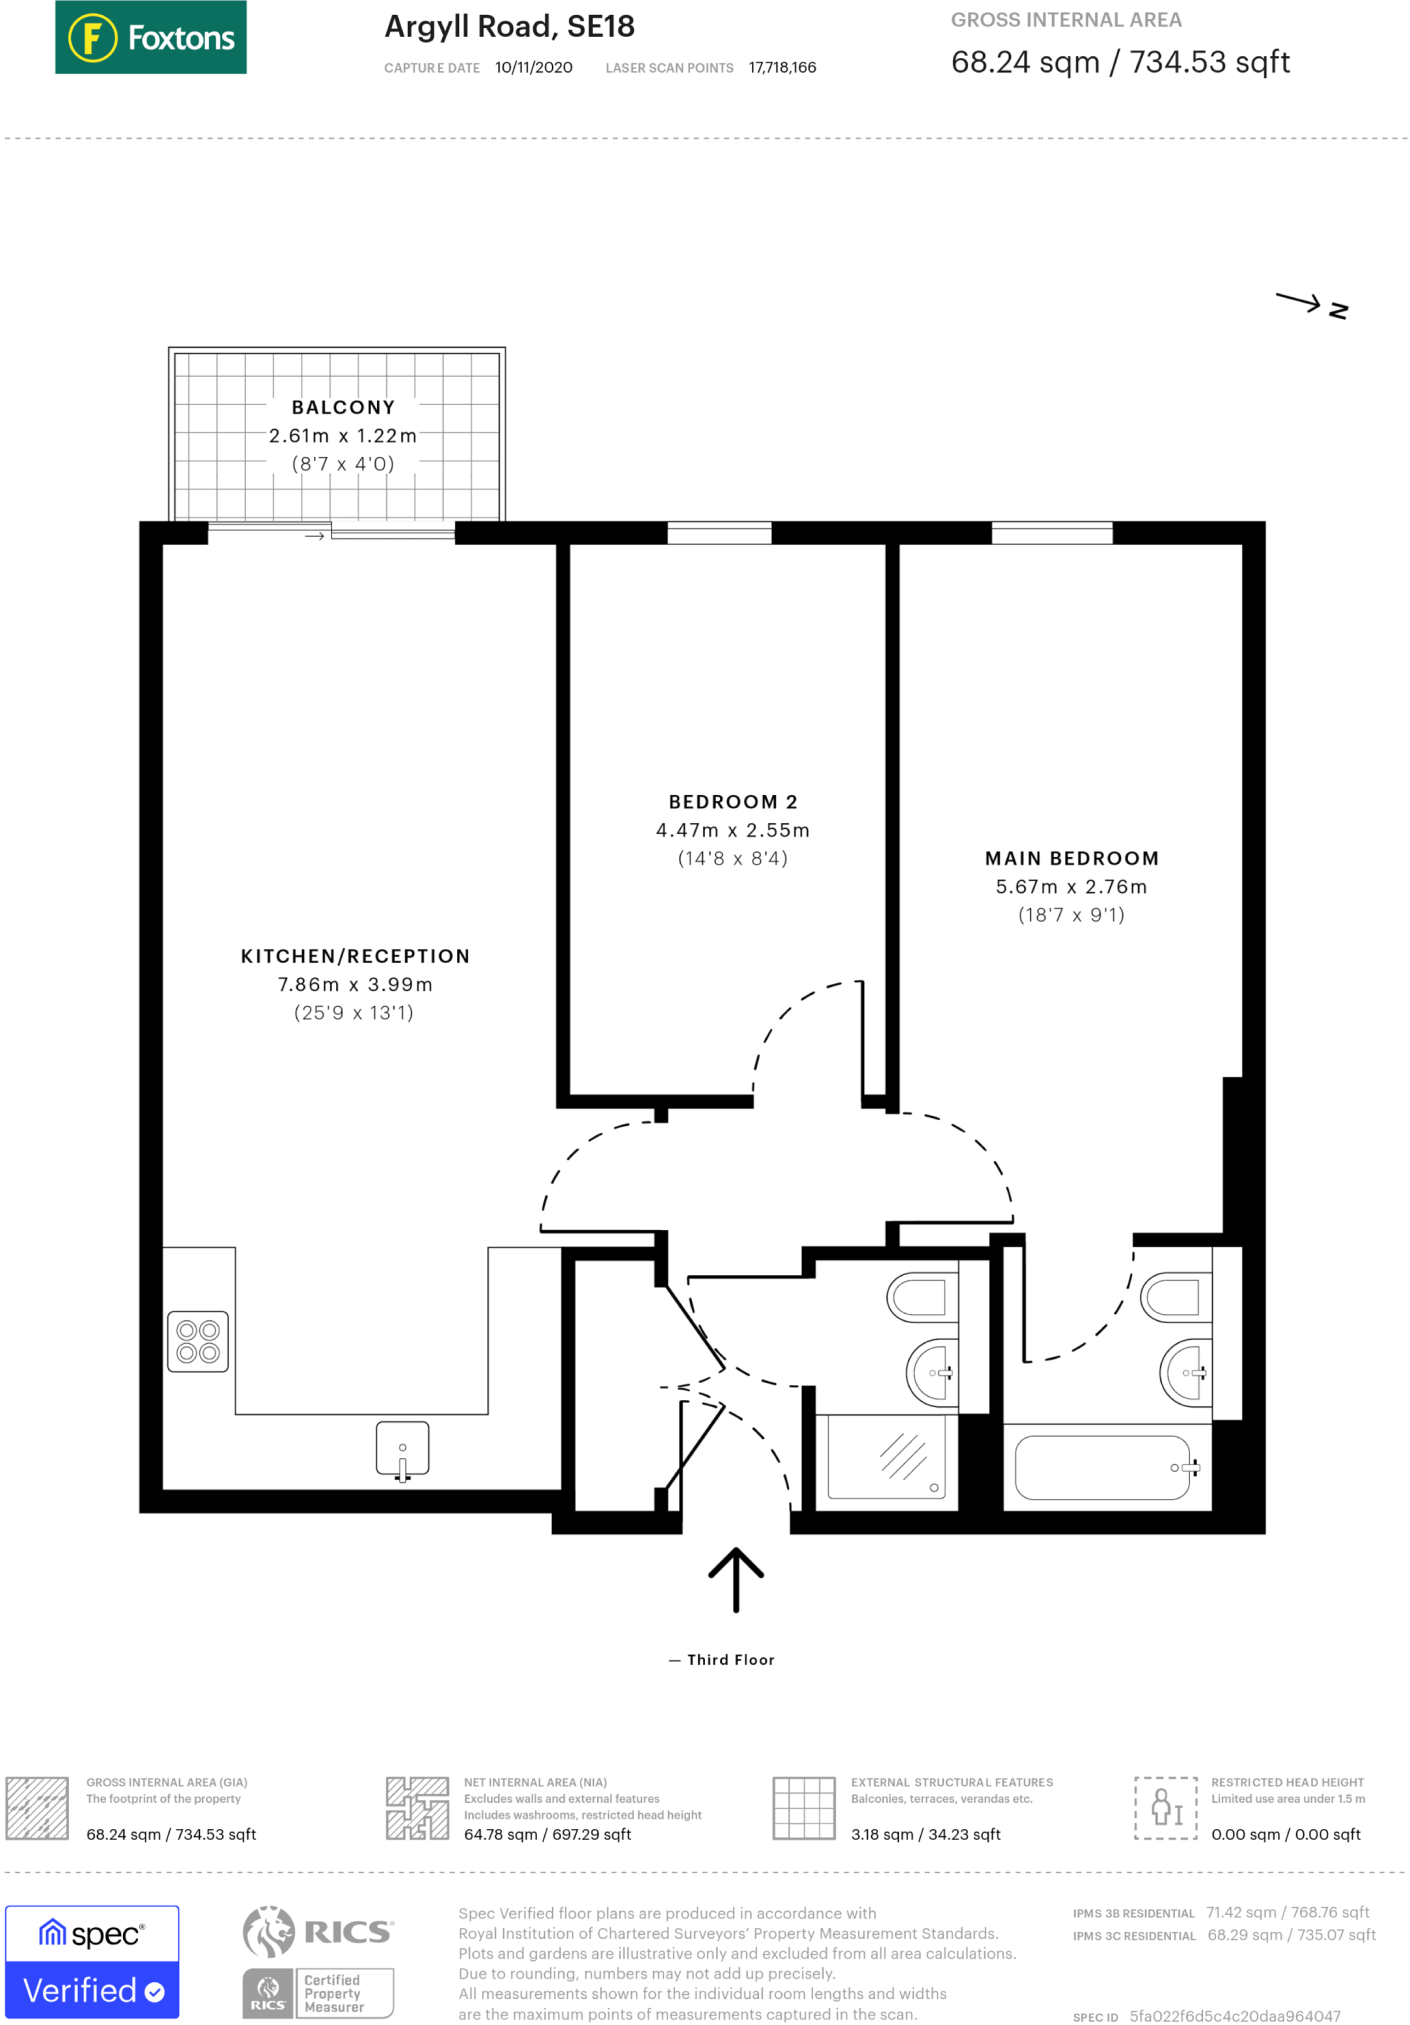 F Foxtons
Argyll Road, SE18
CAPTURE DATE 10/11/2020 LASER SCAN POINTS 17,718,166
GROSS INTERNAL AREA
68.24 sqm / 734.53 sqft
N
BALCONY
2.61m x 1.22m
(8'7 x 4'0)
BEDROOM 2
4.47m x 2.55m
(14'8 x 8'4)
MAIN BEDROOM
5.67m x 2.76m
(18'7 x 9'1)
KITCHEN/RECEPTION
7.86m x 3.99m
(25'9 x 13'1)
— Third Floor
GROSS INTERNAL AREA (GIA)
The footprint of the property
68.24 sqm / 734.53 sqft
NET INTERNAL AREA (NIA)
Excludes walls and external features
Includes washrooms, restricted head height
64.78 sqm / 697.29 sqft
EXTERNAL STRUCTURAL FEATURES
Balconies, terraces, verandas etc.
3.18 sqm / 34.23 sqft
RESTRICTED HEAD HEIGHT
Limited use area under 1.5 m
0.00 sqm / 0.00 sqft
spec®
Verified
RICS®
RICS
Certified
Property
Measurer
Spec Verified floor plans are produced in accordance with
Royal Institution of Chartered Surveyors' Property Measurement Standards.
Plots and gardens are illustrative only and excluded from all area calculations.
Due to rounding, numbers may not add up precisely.
All measurements shown for the individual room lengths and widths
are the maximum points of measurements captured in the scan.
IPMS 3B RESIDENTIAL 71.42 sqm / 768.76 sqft
IPMS 3C RESIDENTIAL 68.29 sqm / 735.07 sqft
SPEC ID 5fa022f6d5c4c20daa964047